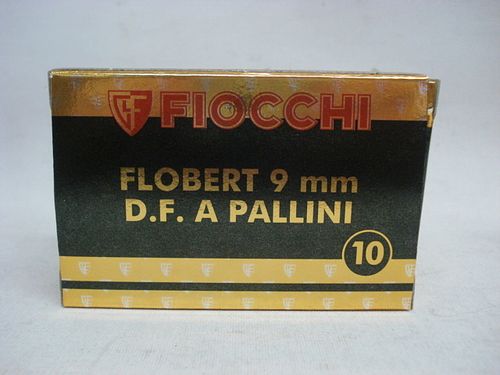 FIOCCHI
FLOBERT 9 mm
D.F. A PALLINI
10